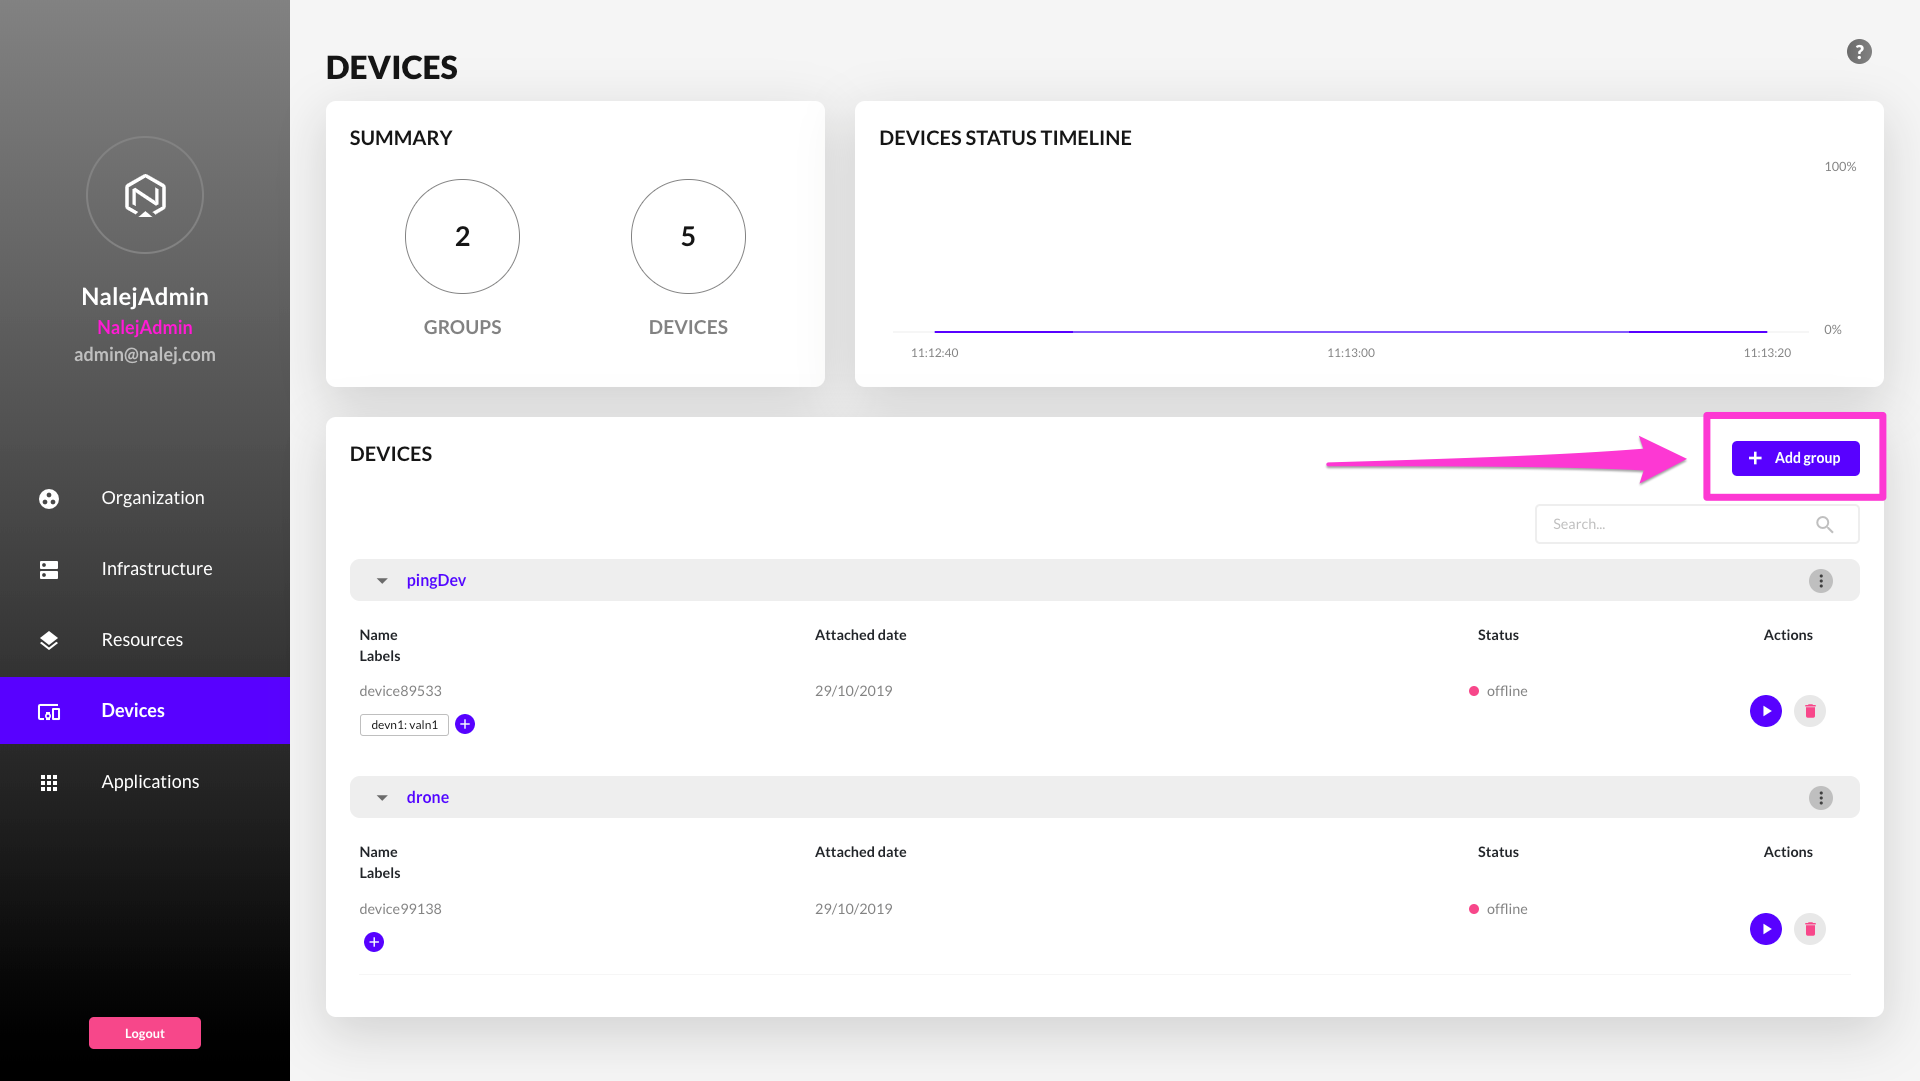 NalejAdmin
NalejAdmin
admin@nalej.com
Organization
Infrastructure
Resources
Devices
Applications
Logout
DEVICES
?
SUMMARY
2
5
GROUPS
DEVICES
DEVICES STATUS TIMELINE
100%
0%
11:12:40
11:13:00
11:13:20
DEVICES
+ Add group
Search...
pingDev
Name
Labels
Attached date
Status
Actions
device89533
29/10/2019
offline
devn1: valn1
drone
Name
Labels
Attached date
Status
Actions
device99138
29/10/2019
offline